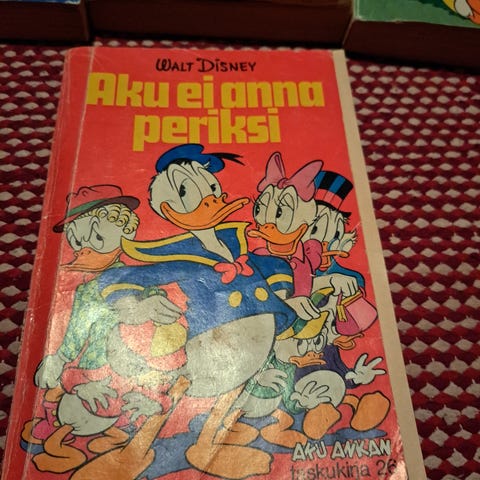 WALT DISNEY
Aku ei anna
periksi
AKU ANKAN
taskukirja 26